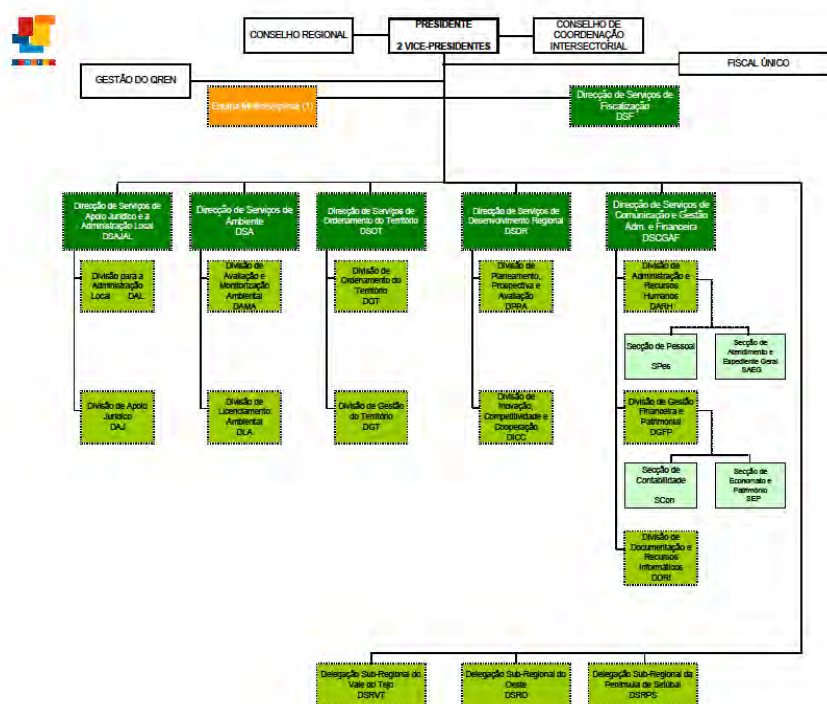 CONSELHO REGIONAL
PRESIDENTE
2 VICE-PRESIDENTES
CONSELHO DE
COORDENAÇÃO
INTERSECTORIAL
FISCAL ÚNICO
GESTÃO DO QREN
Equipa Multidisciplinar (1)
Direcção de Serviços de
Fiscalização
DSF
Direcção de Serviços de
Apoio Jurídico e à
Administração Local
DSAJAL
Direcção de Serviços de
Ambiente
DSA
Direcção de Serviços de
Ordenamento do Território
DSOT
Direcção de Serviços de
Desenvolvimento Regional
DSDR
Direcção de Serviços de
Comunicação e Gestão
Adm. e Financeira
DSCGAF
Divisão para a
Administração
Local DAL
Divisão de
Avaliação e
Monitorização
Ambiental
DAMA
Divisão de
Ordenamento do
Território
DOT
Divisão de
Planeamento,
Prospectiva e
Avaliação
DPPA
Divisão de
Administração e
Recursos
Humanos
DARH
Secção de Pessoal
SPes
Secção de
Atendimento e
Expediente Geral
SAEG
Divisão de Apoio
Jurídico
DAJ
Divisão de
Licenciamento
Ambiental
DLA
Divisão de Gestão
do Território
DGT
Divisão de
Inovação,
Competitividade e
Cooperação
DICC
Divisão de Gestão
Financeira e
Patrimonial
DGFP
Secção de
Contabilidade
SCon
Secção de
Economato e
Património
SEP
Divisão de
Documentação e
Recursos
Informáticos
DDRI
Delegação Sub-Regional do
Vale do Tejo
DSRVT
Delegação Sub-Regional do
Oeste
DSRO
Delegação Sub-Regional da
Península de Setúbal
DSRPS